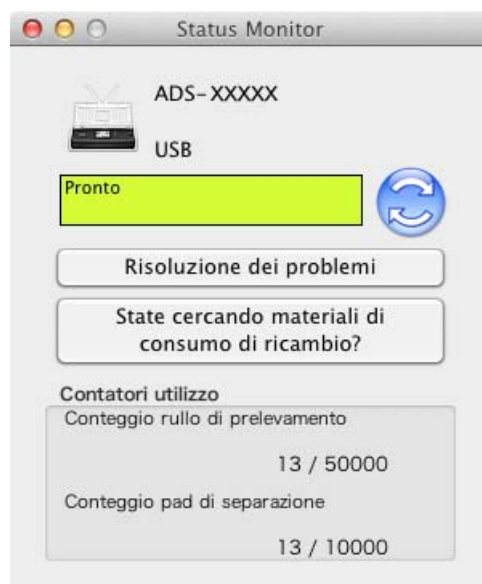 Status Monitor
ADS-XXXXX
USB
Pronto
Risoluzione dei problemi
State cercando materiali di
consumo di ricambio?
Contatori utilizzo
Conteggio rullo di prelevamento
13 / 50000
Conteggio pad di separazione
13 / 10000